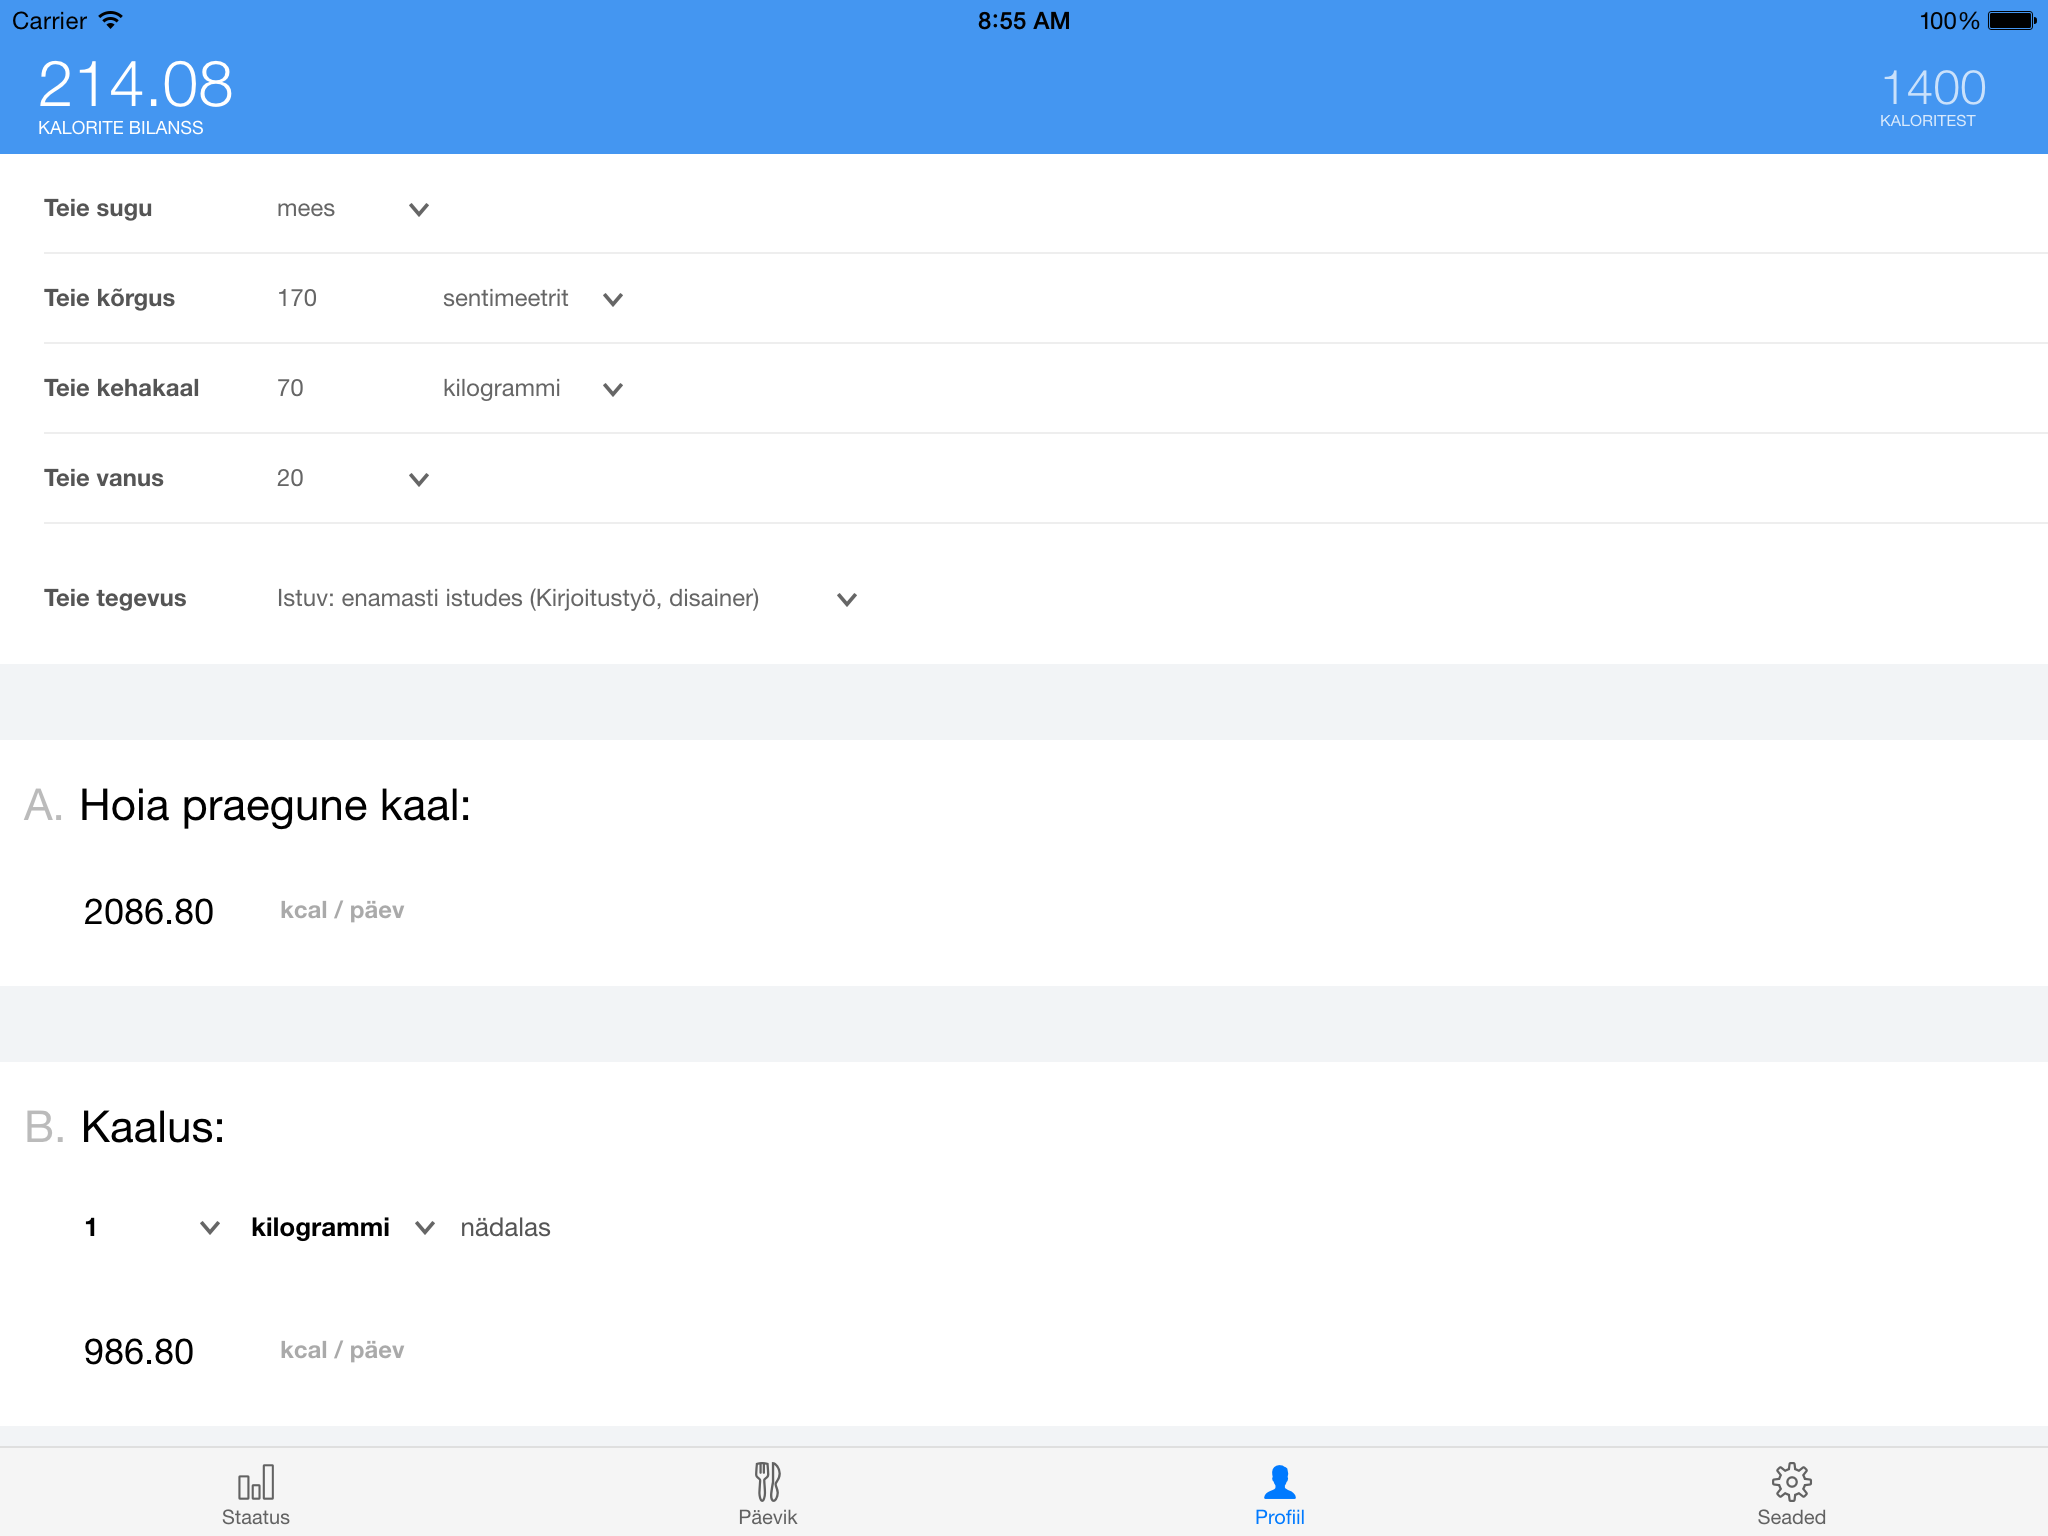 Carrier 8:55 AM 100%
214.08 1400
KALORITE BILANSS KALORITEST
Teie sugu mees
Teie kõrgus 170 sentimeetrit
Teie kehakaal 70 kilogrammi
Teie vanus 20
Teie tegevus Istuv: enamasti istudes (Kirjoitustyö, disainer)
A. Hoia praegune kaal:
2086.80 kcal / päev
B. Kaalus:
1 kilogrammi nädalas
986.80 kcal / päev
Staatus Päevik Profiil Seaded